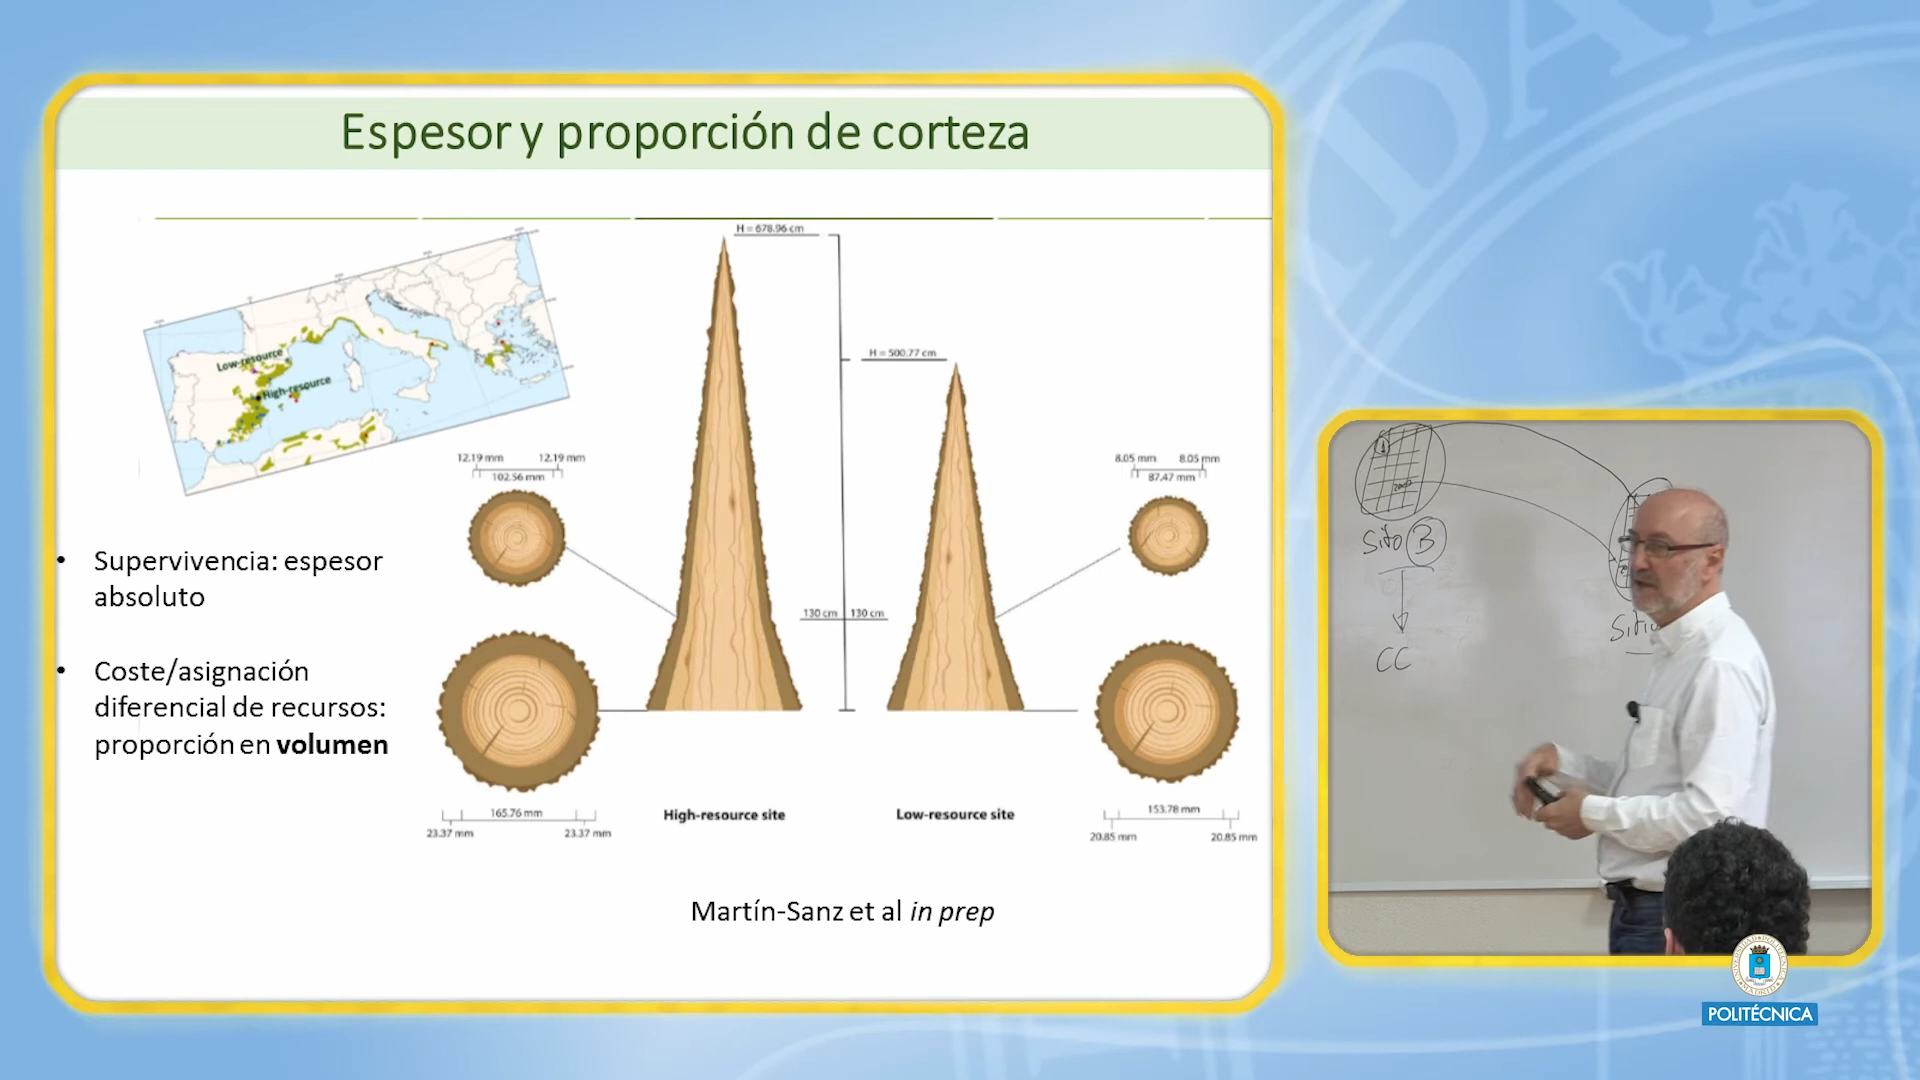 Espesor y proporción de corteza
H = 678.96 cm
Low-resource
High-resource
H = 500.77 cm
12.19 mm 12.19 mm
102.56 mm
8.05 mm 8.05 mm
87.47 mm
• Supervivencia: espesor
absoluto
130 cm 130 cm
• Coste/asignación
diferencial de recursos:
proporción en volumen
165.76 mm
23.37 mm 23.37 mm
High-resource site
Low-resource site
153.78 mm
20.85 mm 20.85 mm
Martín-Sanz et al in prep
1
Sitio B
CC
Sitio
POLITÉCNICA